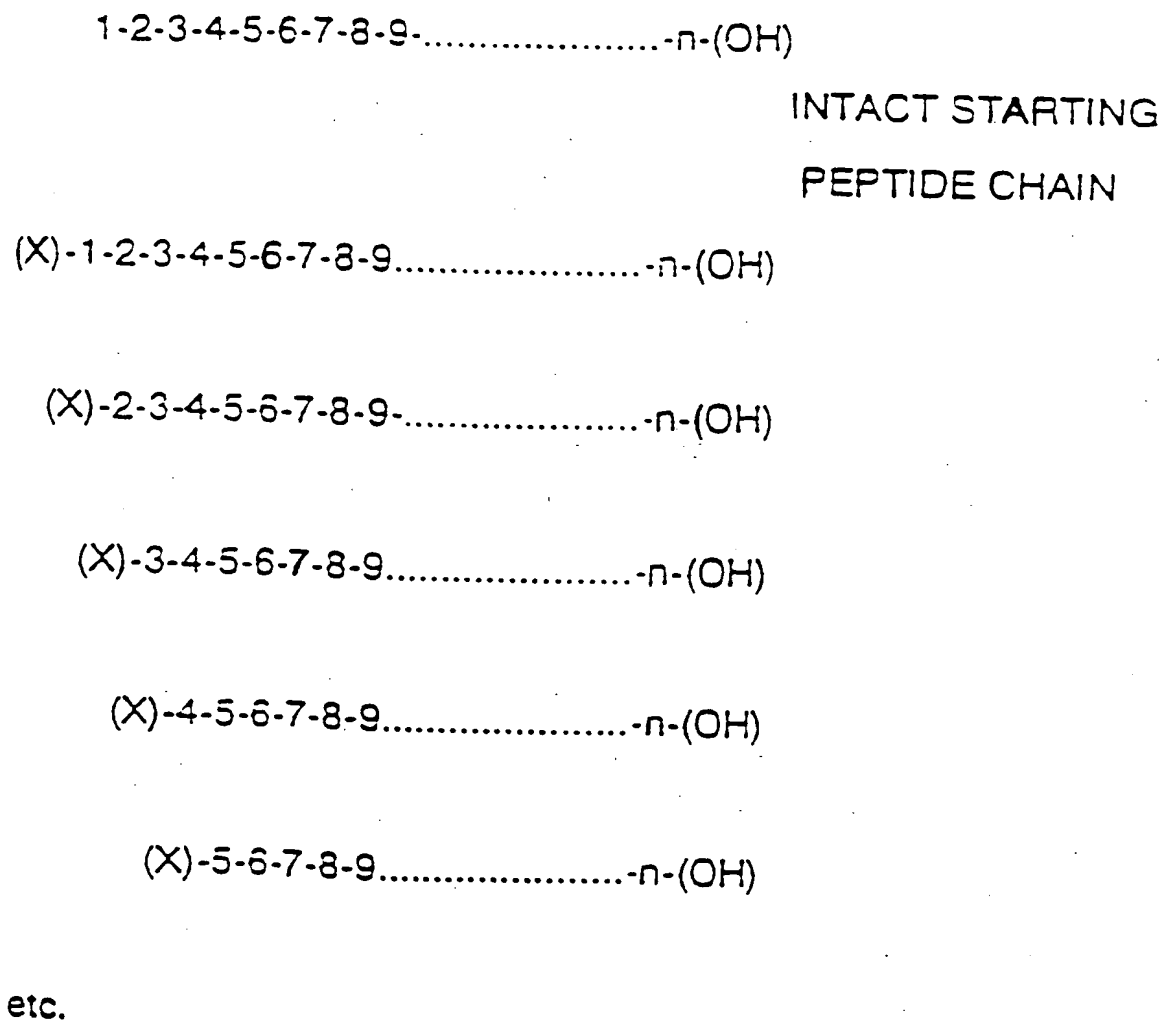 1-2-3-4-5-6-7-8-9-......................-n-(OH)
INTACT STARTING
PEPTIDE CHAIN
(X)-1-2-3-4-5-6-7-8-9......................-n-(OH)
(X)-2-3-4-5-6-7-8-9-......................-n-(OH)
(X)-3-4-5-6-7-8-9.......................-n-(OH)
(X)-4-5-6-7-8-9.......................-n-(OH)
(X)-5-6-7-8-9.......................-n-(OH)
etc.